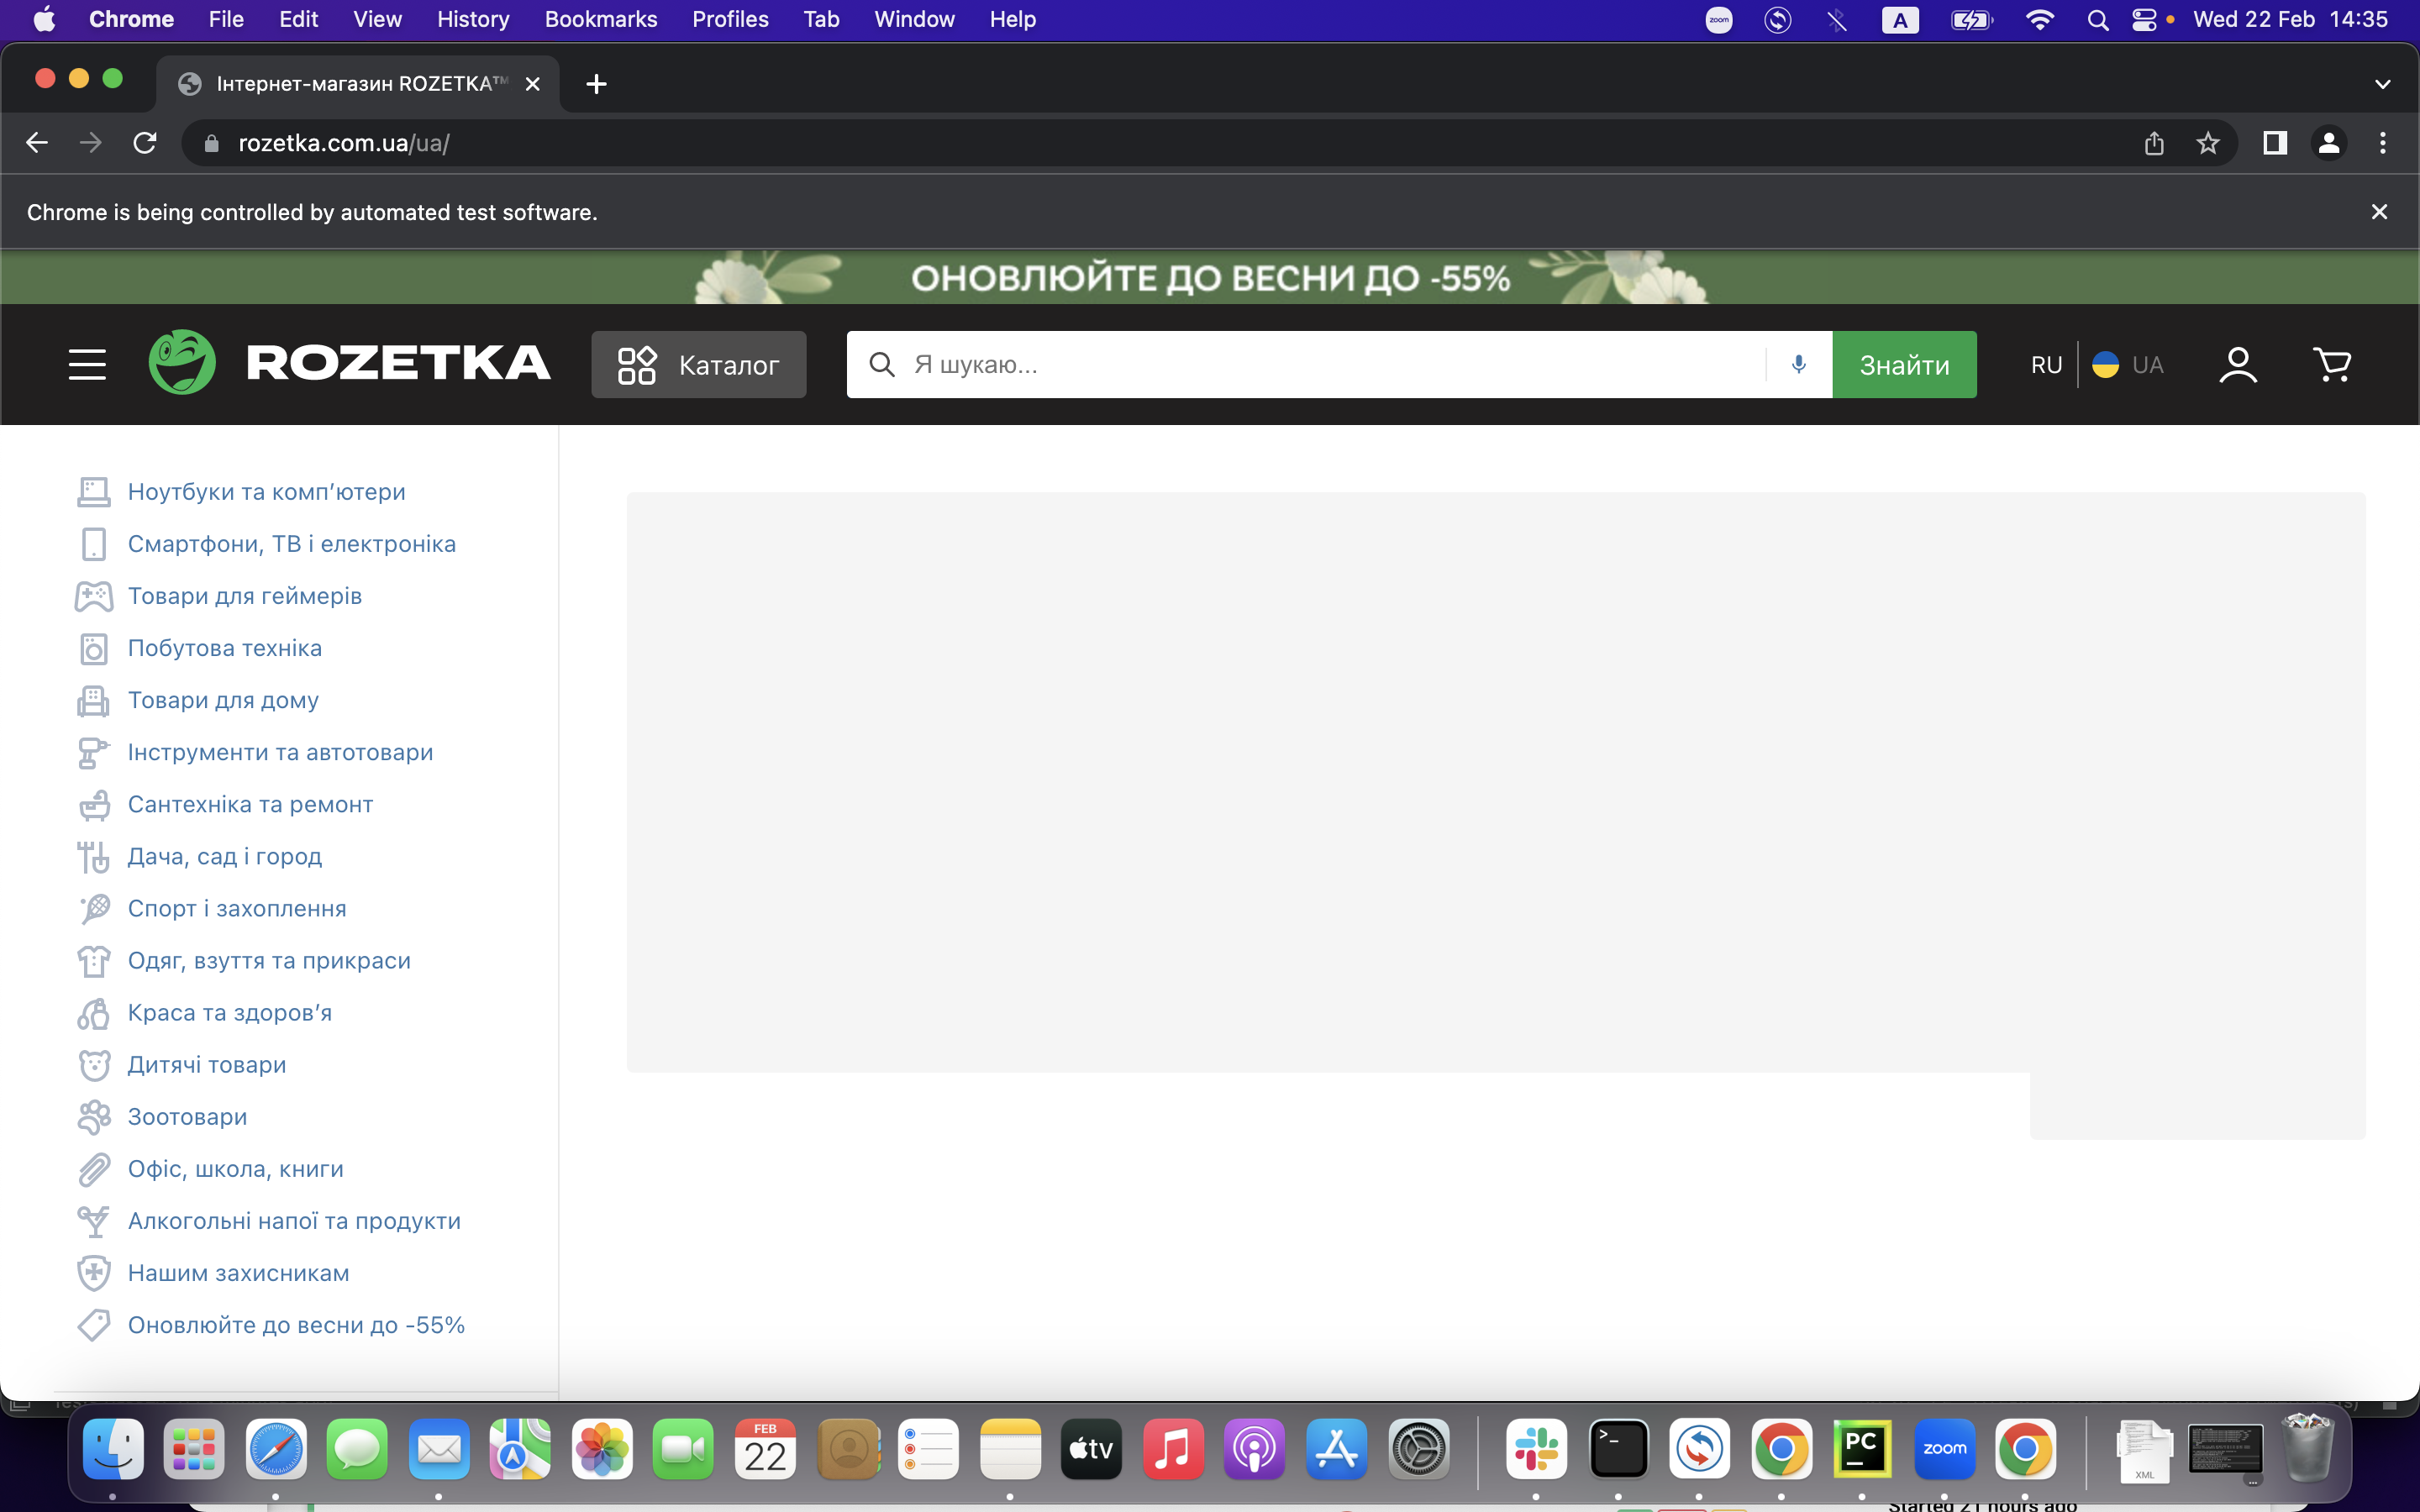 Chrome File Edit View History Bookmarks Profiles Tab Window Help zoom A Wed 22 Feb 14:35
Інтернет-магазин ROZETKA™
rozetka.com.ua/ua/
Chrome is being controlled by automated test software.
ОНОВЛЮЙТЕ ДО ВЕСНИ ДО -55%
ROZETKA Каталог Я шукаю... Знайти RU UA
Ноутбуки та комп’ютери
Смартфони, ТВ і електроніка
Товари для геймерів
Побутова техніка
Товари для дому
Інструменти та автотовари
Сантехніка та ремонт
Дача, сад і город
Спорт і захоплення
Одяг, взуття та прикраси
Краса та здоров’я
Дитячі товари
Зоотовари
Офіс, школа, книги
Алкогольні напої та продукти
Нашим захисникам
Оновлюйте до весни до -55%
FEB
22
tv
PC
zoom
XML
Started 21 hours ago